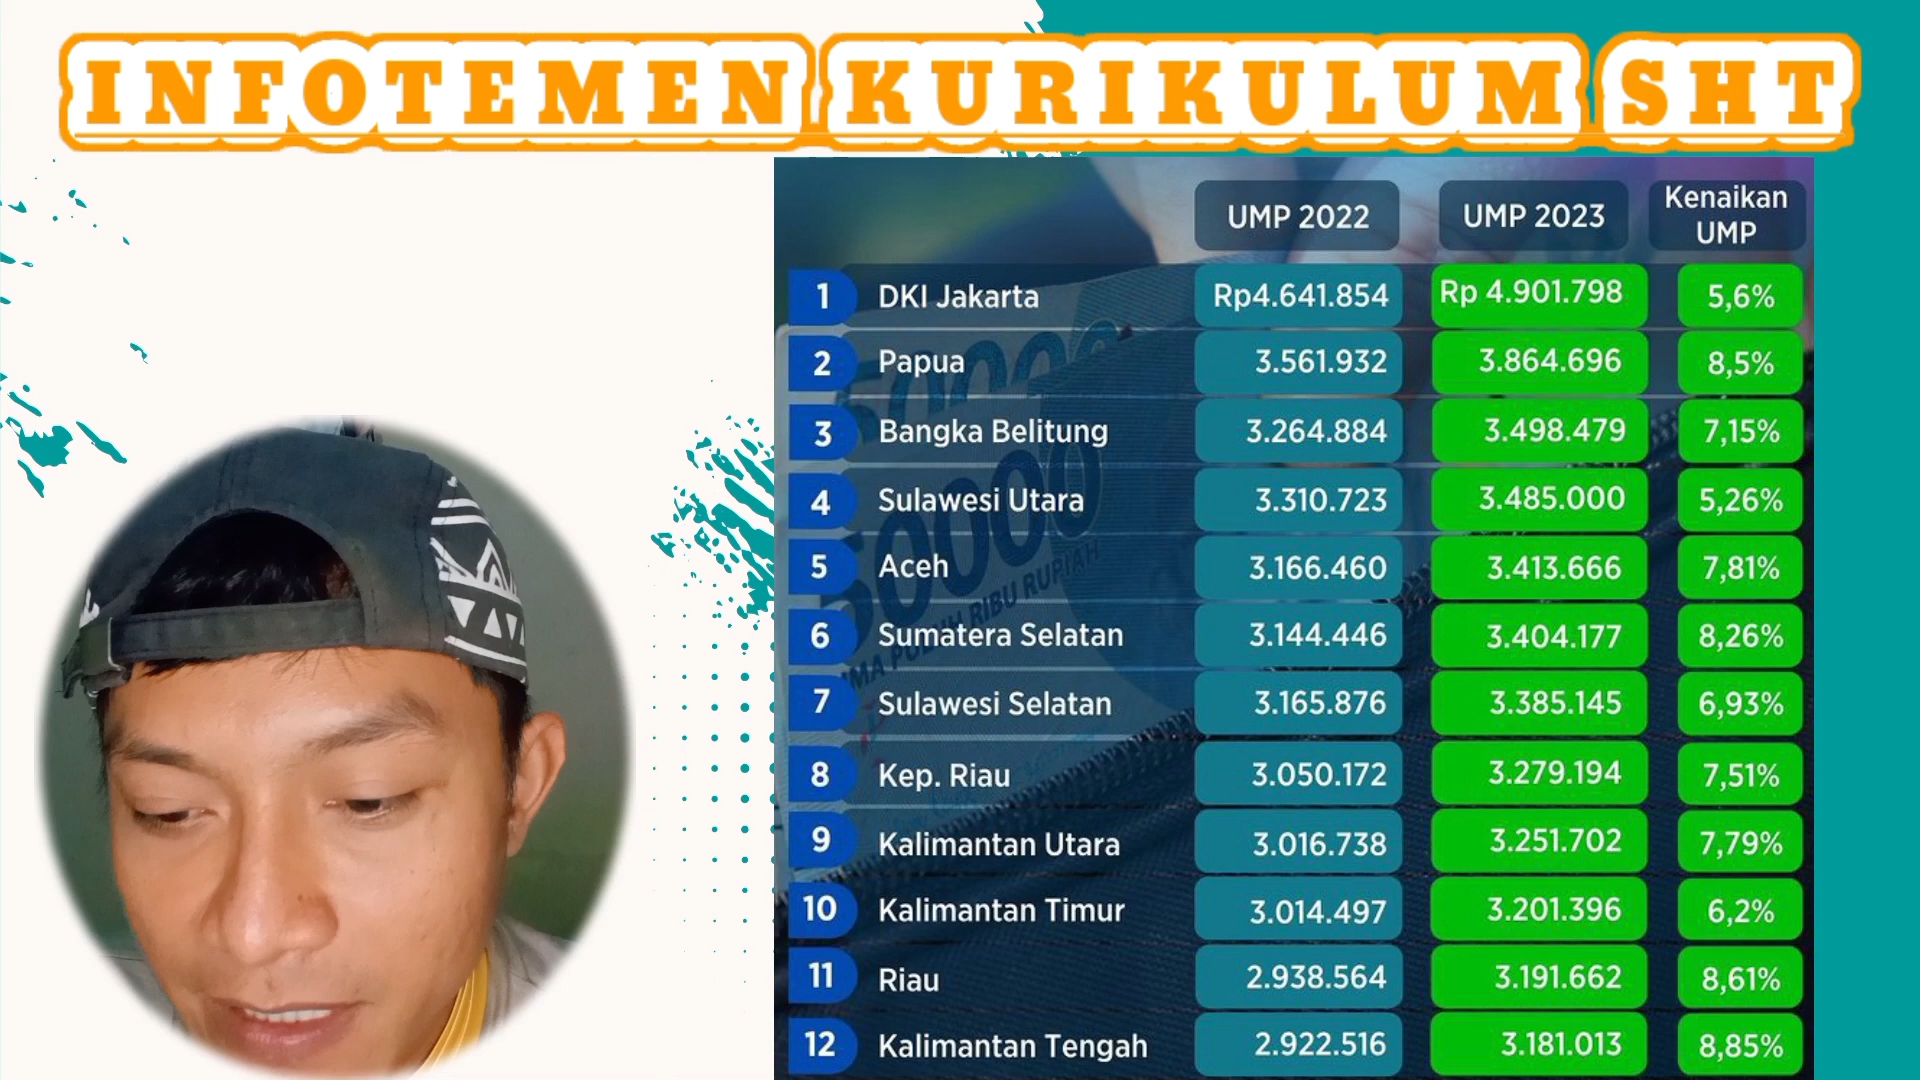 INFOTEMEN KURIKULUM SHT
UMP 2022 UMP 2023 Kenaikan UMP
1 DKI Jakarta Rp4.641.854 Rp 4.901.798 5,6%
2 Papua 3.561.932 3.864.696 8,5%
3 Bangka Belitung 3.264.884 3.498.479 7,15%
4 Sulawesi Utara 3.310.723 3.485.000 5,26%
5 Aceh 3.166.460 3.413.666 7,81%
6 Sumatera Selatan 3.144.446 3.404.177 8,26%
7 Sulawesi Selatan 3.165.876 3.385.145 6,93%
8 Kep. Riau 3.050.172 3.279.194 7,51%
9 Kalimantan Utara 3.016.738 3.251.702 7,79%
10 Kalimantan Timur 3.014.497 3.201.396 6,2%
11 Riau 2.938.564 3.191.662 8,61%
12 Kalimantan Tengah 2.922.516 3.181.013 8,85%
50000
RIBU RUPIAH